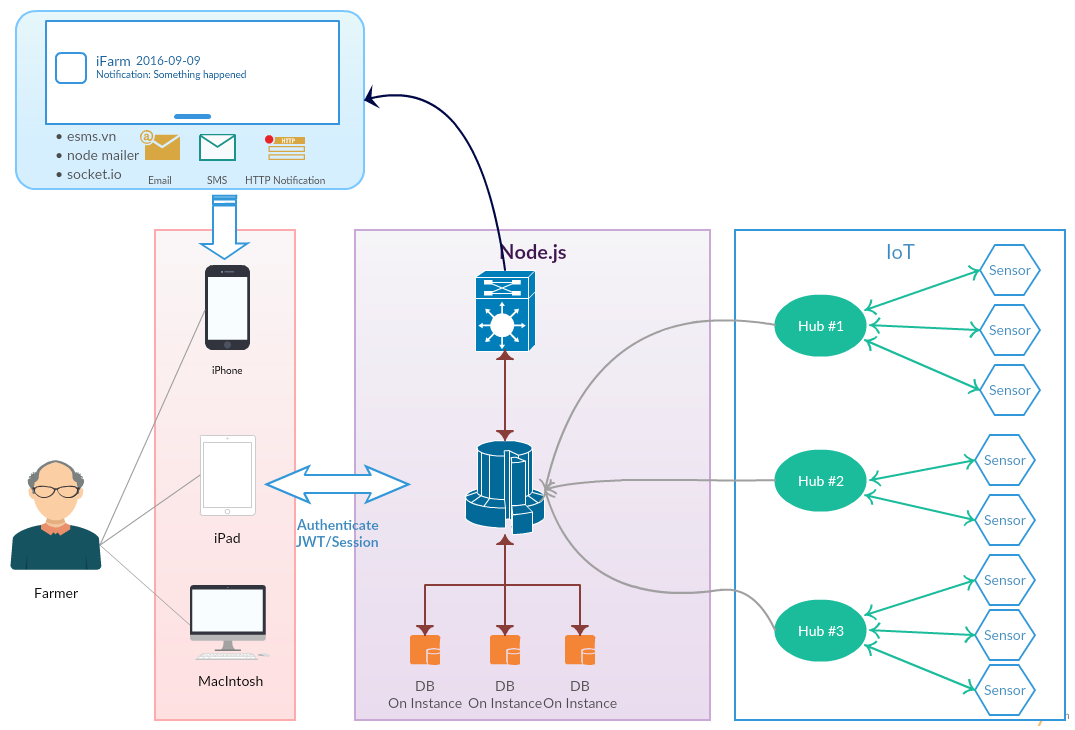 iFarm 2016-09-09
Notification: Something happened
• esms.vn
• node mailer
• socket.io
@
HTTP
Email
SMS
HTTP Notification
Node.js
IoT
Sensor
Hub #1
Sensor
Sensor
iPhone
Sensor
Hub #2
Sensor
Authenticate
JWT/Session
iPad
Farmer
Sensor
Hub #3
Sensor
Sensor
MacIntosh
DB
On Instance
DB
On Instance
DB
On Instance